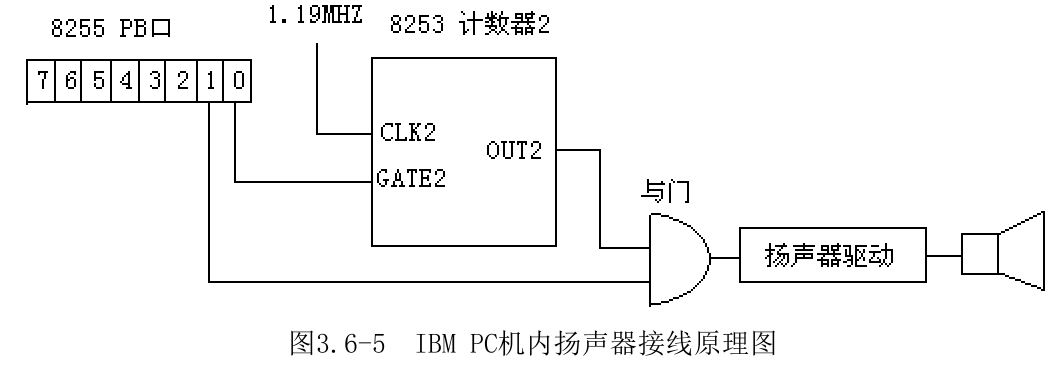 8255 PB口
1.19MHZ
8253 计数器2
7 6 5 4 3 2 1 0
CLK2
OUT2
GATE2
与门
扬声器驱动
图3.6-5 IBM PC机内扬声器接线原理图